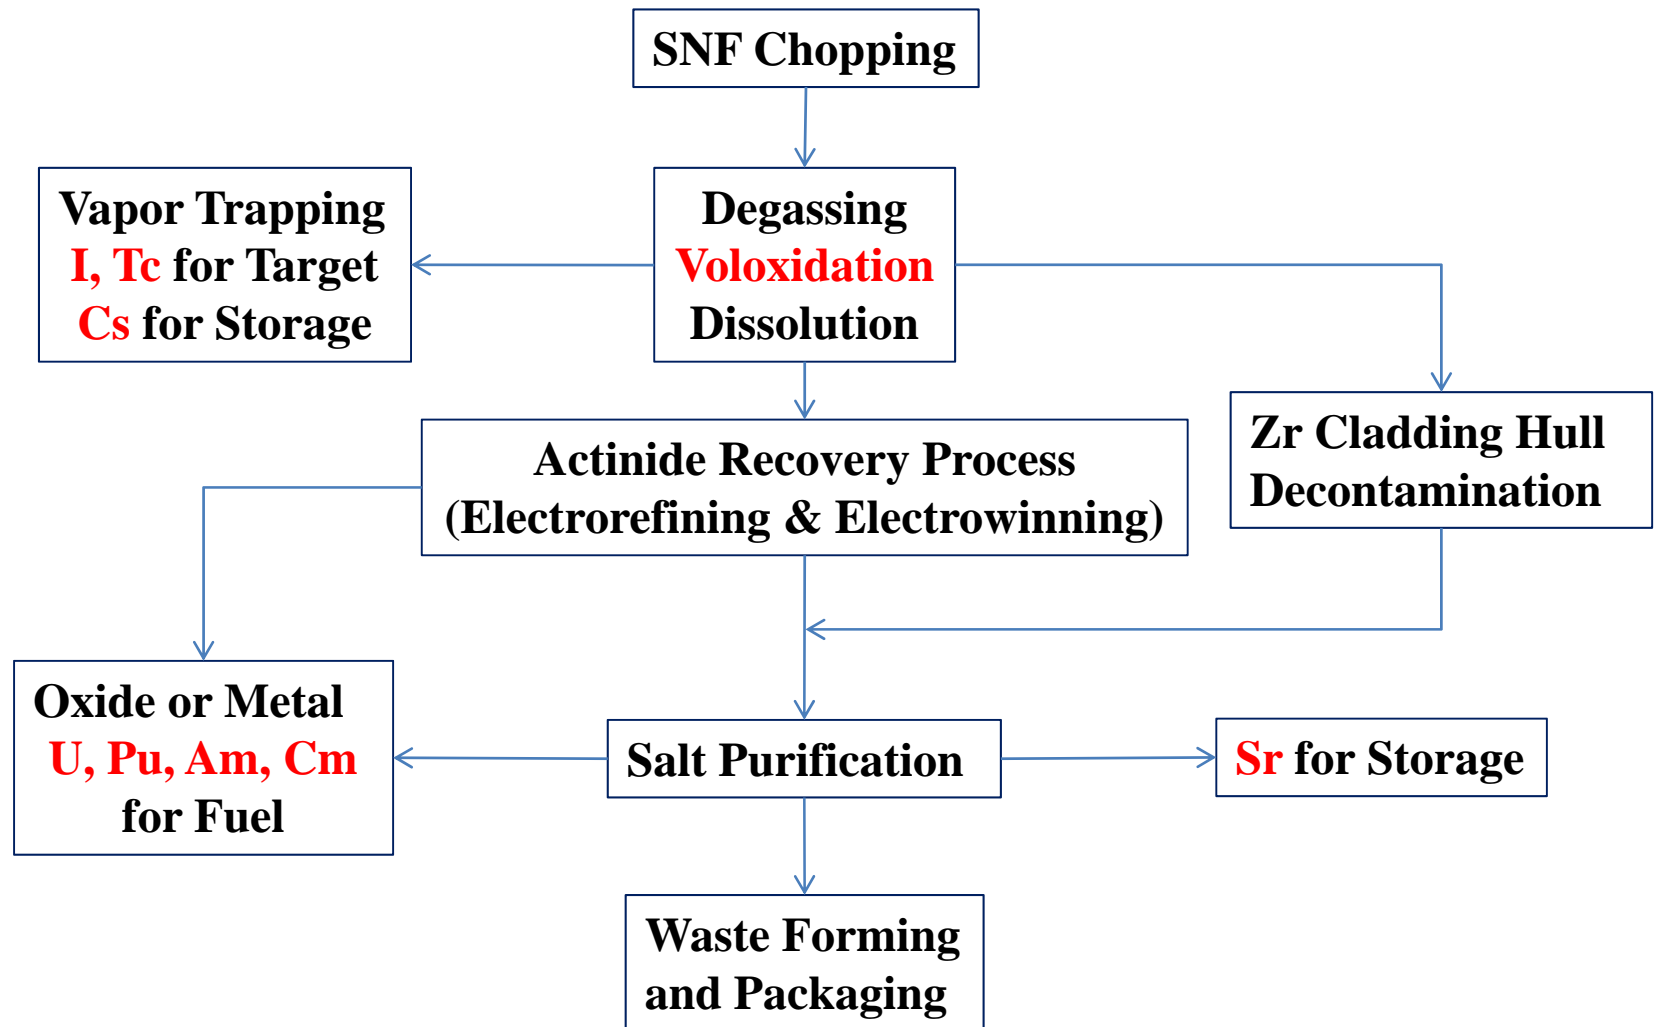 SNF Chopping
Vapor Trapping
I, Tc for Target
Cs for Storage
Degassing
Voloxidation
Dissolution
Zr Cladding Hull
Decontamination
Actinide Recovery Process
(Electrorefining & Electrowinning)
Oxide or Metal
U, Pu, Am, Cm
for Fuel
Salt Purification
Sr for Storage
Waste Forming
and Packaging